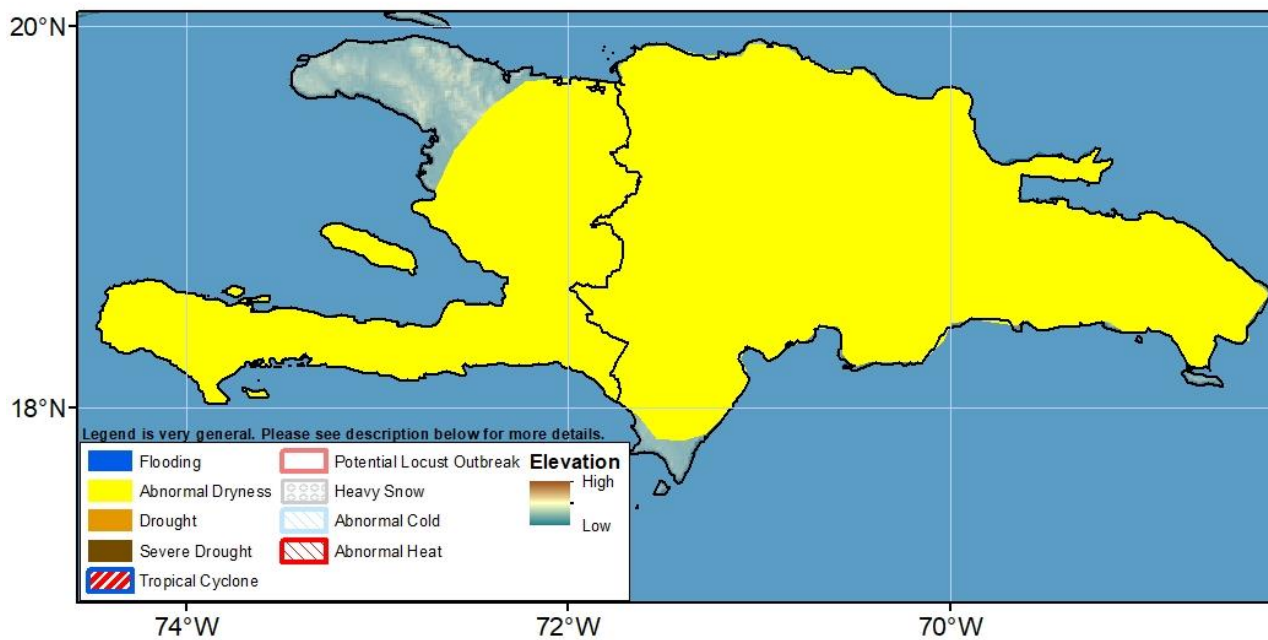 20°N
18°N
Legend is very general. Please see description below for more details.
Flooding
Abnormal Dryness
Drought
Severe Drought
Tropical Cyclone
Potential Locust Outbreak
Heavy Snow
Abnormal Cold
Abnormal Heat
Elevation
High
Low
74°W 72°W 70°W